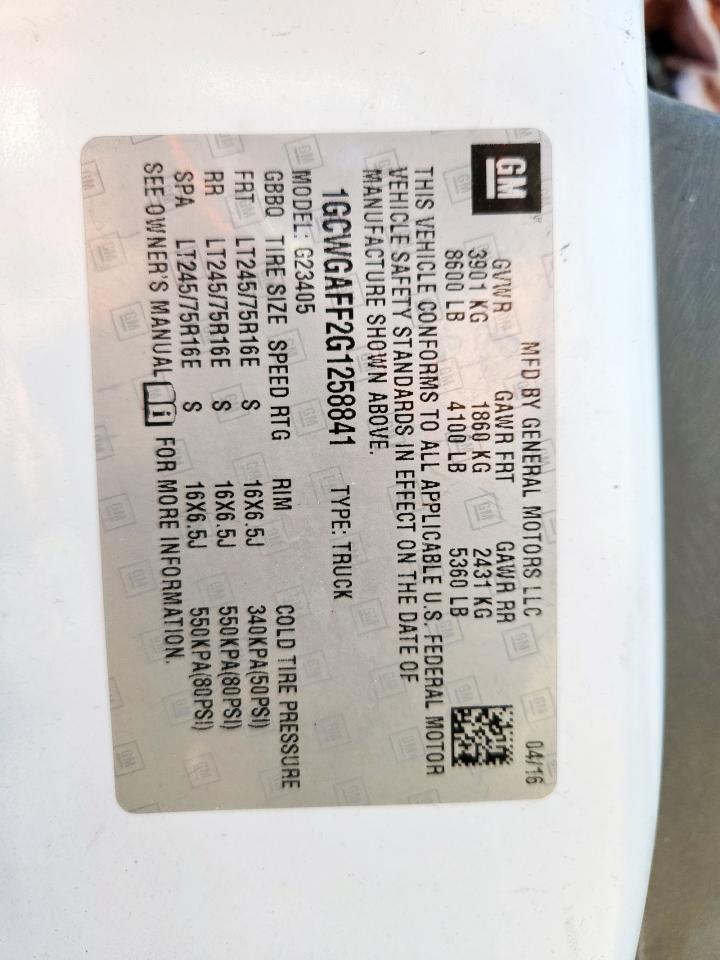 GM
MFD BY GENERAL MOTORS LLC 04/16
GVWR GAWR FRT GAWR RR
3901 KG 1860 KG 2431 KG
8600 LB 4100 LB 5360 LB
THIS VEHICLE CONFORMS TO ALL APPLICABLE U.S. FEDERAL MOTOR
VEHICLE SAFETY STANDARDS IN EFFECT ON THE DATE OF
MANUFACTURE SHOWN ABOVE.
1GCWGAFF2G1258841 TYPE: TRUCK
MODEL: G23405
GBBQ TIRE SIZE SPEED RTG RIM COLD TIRE PRESSURE
FRT LT245/75R16E S 16X6.5J 340KPA(50PSI)
RR LT245/75R16E S 16X6.5J 550KPA(80PSI)
SPA LT245/75R16E S 16X6.5J 550KPA(80PSI)
SEE OWNER'S MANUAL FOR MORE INFORMATION.